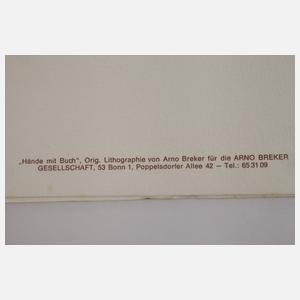 „Hände mit Buch", Orig. Lithographie von Arno Breker für die ARNO BREKER
GESELLSCHAFT, 53 Bonn 1, Poppelsdorfer Allee 42 – Tel.: 65 31 09